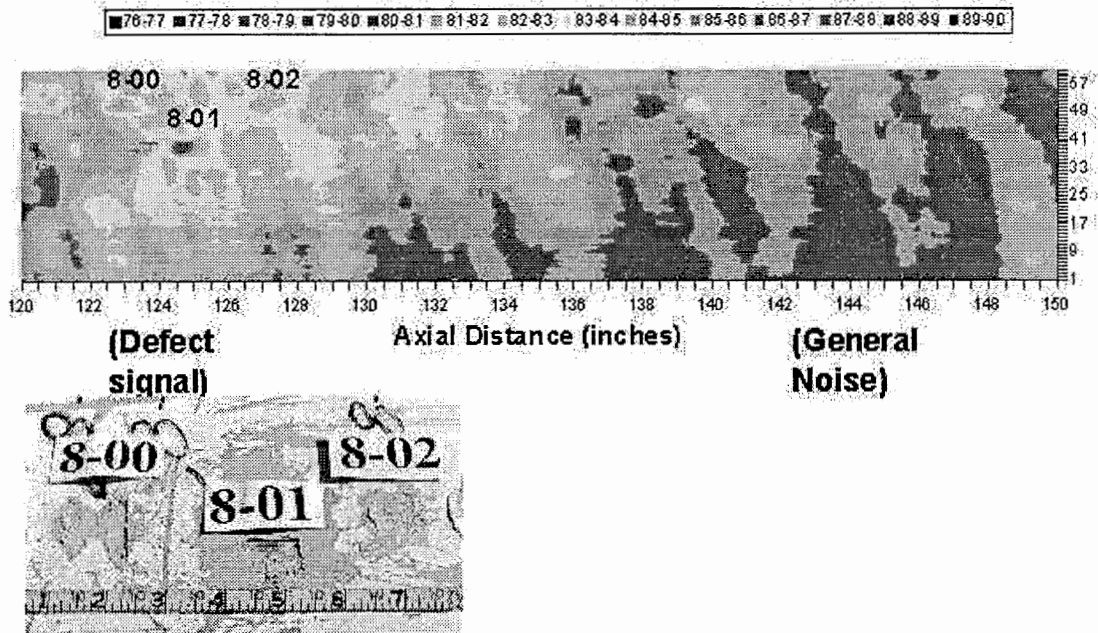 76-77 77-78 78-79 79-80 80-81 81-82 82-83 83-84 84-85 85-86 86-87 87-88 88-89 89-90
8-00 8-02
8-01
57
49
41
33
25
17
9
1
120 122 124 126 128 130 132 134 136 138 140 142 144 146 148 150
(Defect signal)
Axial Distance (inches)
(General Noise)
8-00
8-02
8-01
1 2 3 4 5 6 7